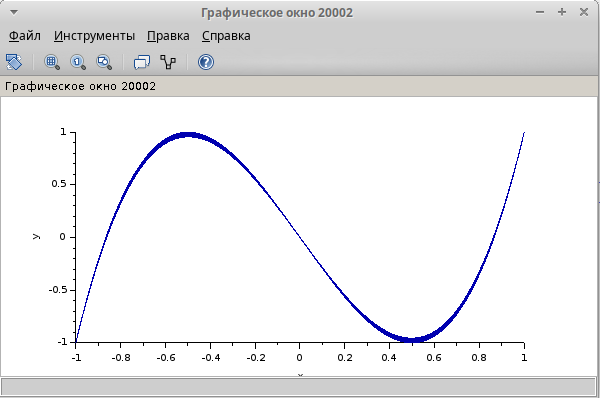 Графическое окно 20002
Файл Инструменты Правка Справка
Графическое окно 20002
1
0.5
0
-0.5
-1
y
-1 -0.8 -0.6 -0.4 -0.2 0 0.2 0.4 0.6 0.8 1